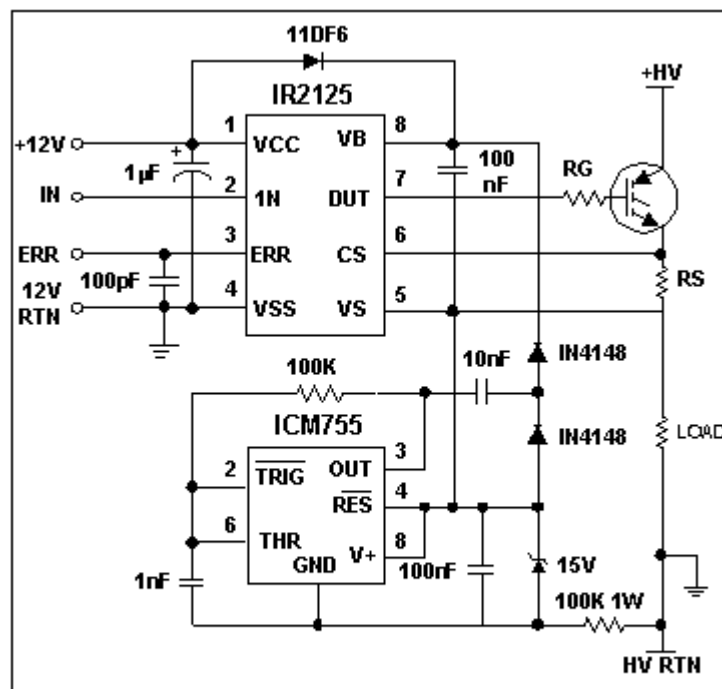 11DF6
IR2125
+HV
+12V
1
VCC
VB
8
+
1µF
100
nF
RG
IN
2
1N
DUT
7
ERR
3
ERR
CS
6
100pF
RS
12V
RTN
4
VSS
VS
5
100K
10nF
IN4148
ICM755
IN4148
LOAD
2
TRIG
OUT
3
RES
4
6
THR
V+
8
GND
1nF
100nF
15V
100K 1W
HV RTN